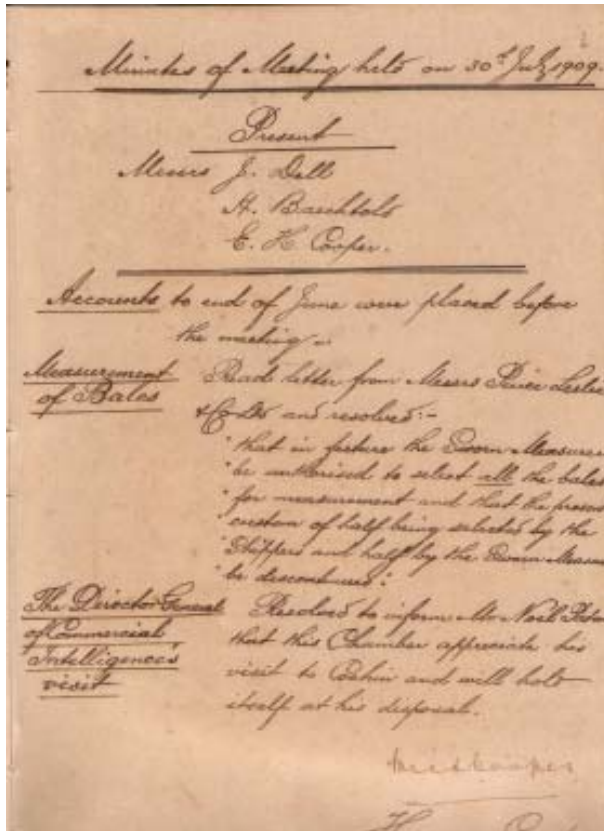 Minutes of Meeting held on 30th July 1909.
Present
Messrs J. Dell
A. Baechtold
E. H. Cooper.
Accounts to end of June were placed before
the meeting
Measurement
of Bales
Read letter from Messrs Peirce Leslie
& Co Ld and resolved:-
"that in future the Sworn Measurer
"be authorised to select all the bales
"for measurement and that the present
"custom of half being selected by the
"Shippers and half by the Sworn Measurer
"be discontinued."
The Director General
of Commercial
Intelligence's
visit
Resolved to inform Mr Noel
that this Chamber appreciate his
visit to Cochin and will hold
itself at his disposal.